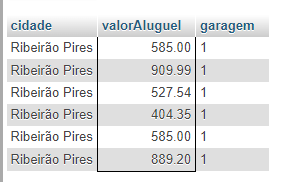 cidade valorAluguel garagem
Ribeirão Pires 585.00 1
Ribeirão Pires 909.99 1
Ribeirão Pires 527.54 1
Ribeirão Pires 404.35 1
Ribeirão Pires 585.00 1
Ribeirão Pires 889.20 1